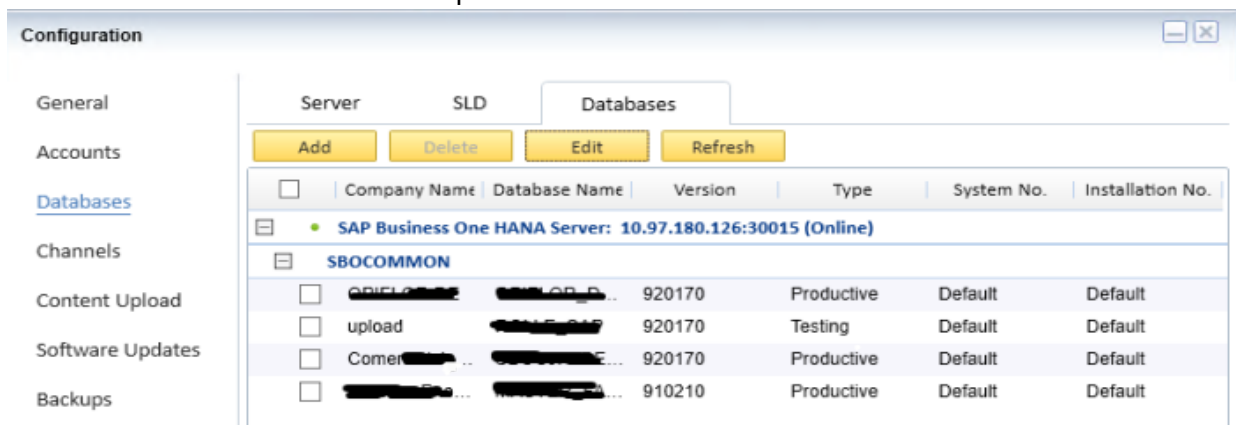 Configuration
General
Accounts
Databases
Channels
Content Upload
Software Updates
Backups
Server SLD Databases
Add Delete Edit Refresh
Company Name Database Name Version Type System No. Installation No.
SAP Business One HANA Server: 10.97.180.126:30015 (Online)
SBOCOMMON
920170 Productive Default Default
upload 920170 Testing Default Default
920170 Productive Default Default
910210 Productive Default Default